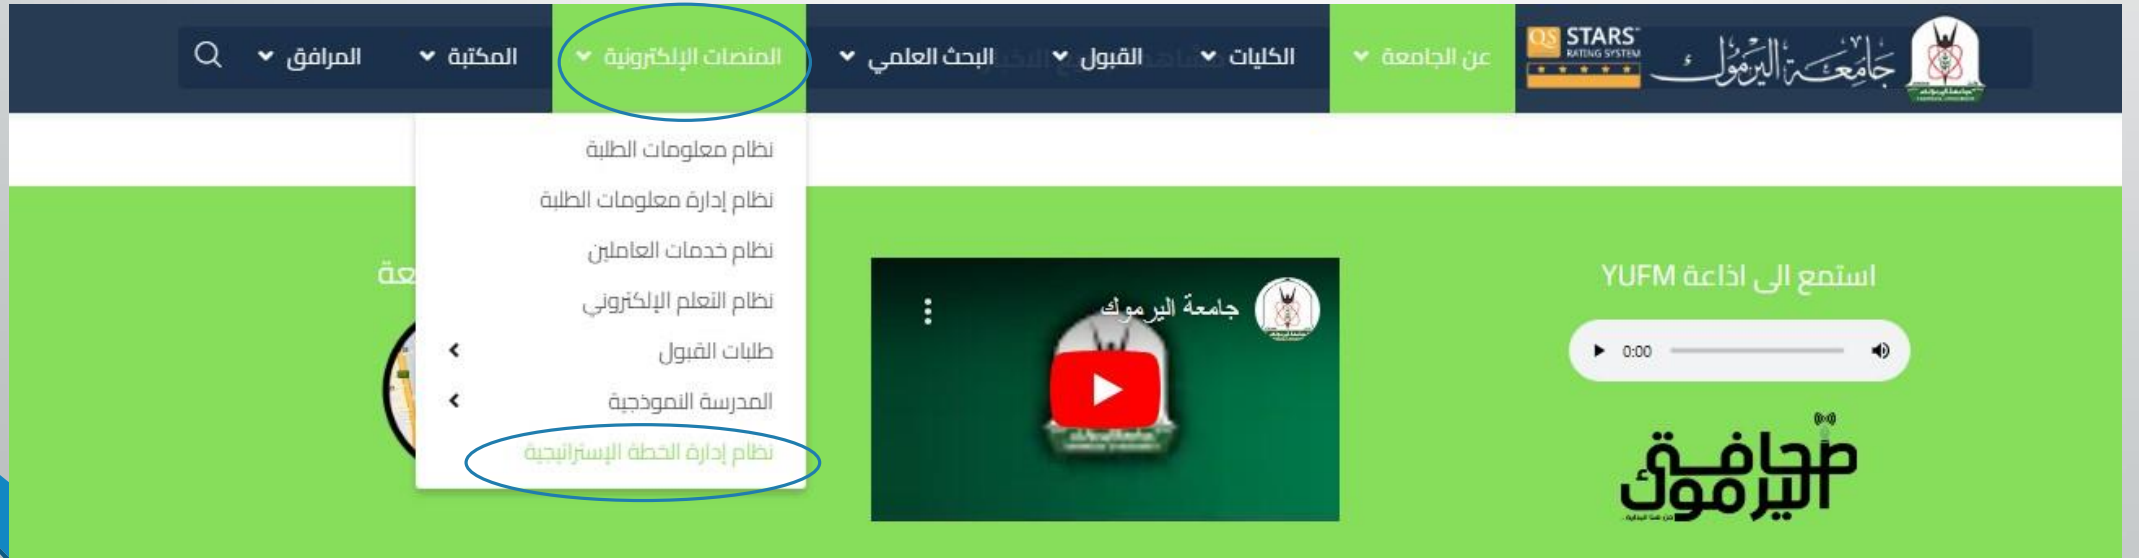 جامعة اليرموك
QS STARS
RATING SYSTEM
عن الجامعة
الكليات
القبول
البحث العلمي
المنصات الإلكترونية
المكتبة
المرافق
نظام معلومات الطلبة
نظام إدارة معلومات الطلبة
نظام خدمات العاملين
نظام التعلم الإلكتروني
طلبات القبول
المدرسة النموذجية
نظام إدارة الخطة الإستراتيجية
استمع الى اذاعة YUFM
0:00
صحافة
اليرموك
جامعة اليرموك